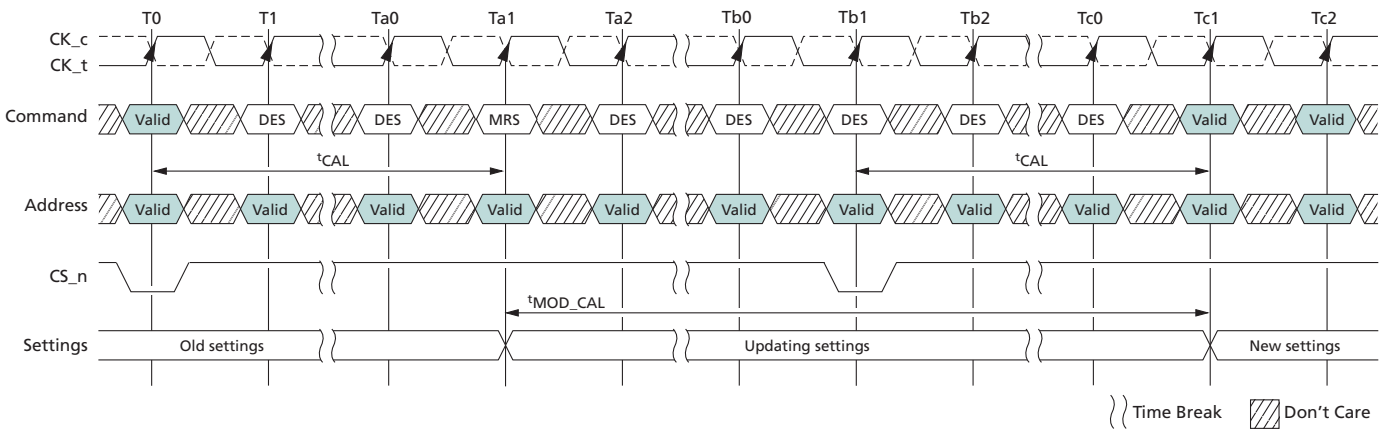 T0 T1 Ta0 Ta1 Ta2 Tb0 Tb1 Tb2 Tc0 Tc1 Tc2
CK_c
CK_t
Command Valid DES DES MRS DES DES DES DES DES Valid Valid
tCAL tCAL
Address Valid Valid Valid Valid Valid Valid Valid Valid Valid Valid Valid
CS_n
tMOD_CAL
Settings Old settings Updating settings New settings
Time Break Don't Care